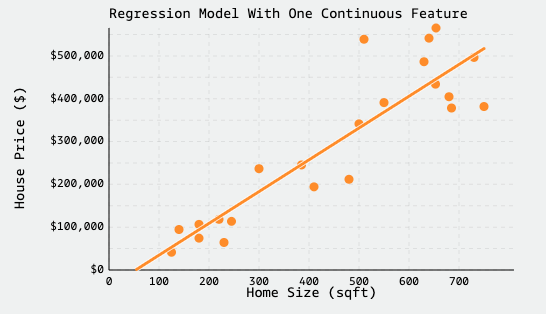 Regression Model With One Continuous Feature
House Price ($)
$500,000
$400,000
$300,000
$200,000
$100,000
$0
0 100 200 300 400 500 600 700
Home Size (sqft)